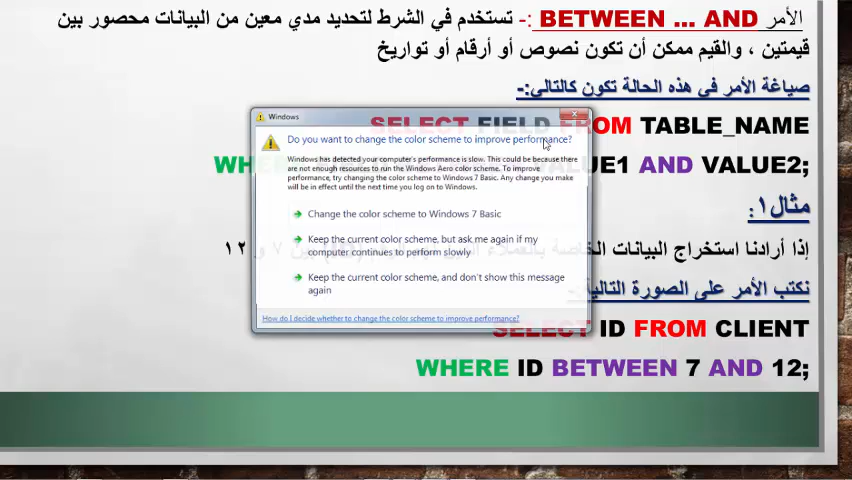 الأمر BETWEEN ... AND :- تستخدم في الشرط لتحديد مدي معين من البيانات محصور بين
قيمتين ، والقيم ممكن أن تكون نصوص أو أرقام أو تواريخ
صياغة الأمر في هذه الحالة تكون كالتالي:-
SELECT FIELD FROM TABLE_NAME
VALUE1 AND VALUE2;
مثال١:
إذا أردنا استخراج البيانات الخاصة بين ٧ و ١٢
نكتب الأمر على الصورة التالية:-
SELECT ID FROM CLIENT
WHERE ID BETWEEN 7 AND 12;
Windows
Do you want to change the color scheme to improve performance?
Windows has detected your computer's performance is slow. This could be because there
are not enough resources to run the Windows Aero color scheme. To improve
performance, try changing the color scheme to Windows 7 Basic. Any change you make
will be in effect until the next time you log on to Windows.
Change the color scheme to Windows 7 Basic
Keep the current color scheme, but ask me again if my
computer continues to perform slowly
Keep the current color scheme, and don't show this message
again
How do I decide whether to change the color scheme to improve performance?